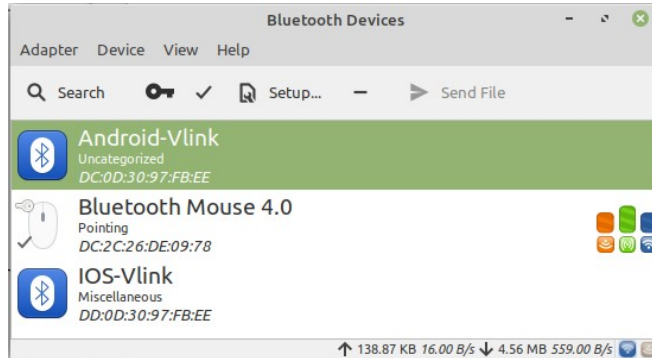 Bluetooth Devices
Adapter Device View Help
Search Setup... Send File
Android-Vlink
Uncategorized
DC:0D:30:97:FB:EE
Bluetooth Mouse 4.0
Pointing
DC:2C:26:DE:09:78
IOS-Vlink
Miscellaneous
DD:0D:30:97:FB:EE
138.87 KB 16.00 B/s 4.56 MB 559.00 B/s